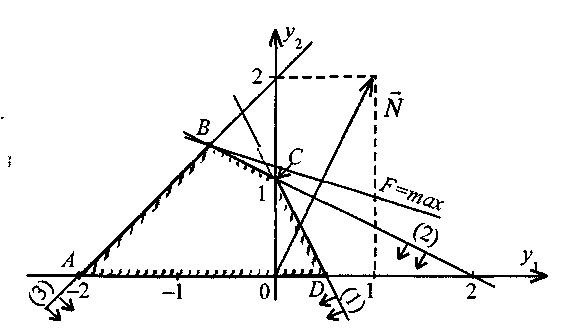 y₂
2
N⃗
B
C
1
F=max
(2)
y₁
A
(3)
−2
−1
0
D
(1)
1
2